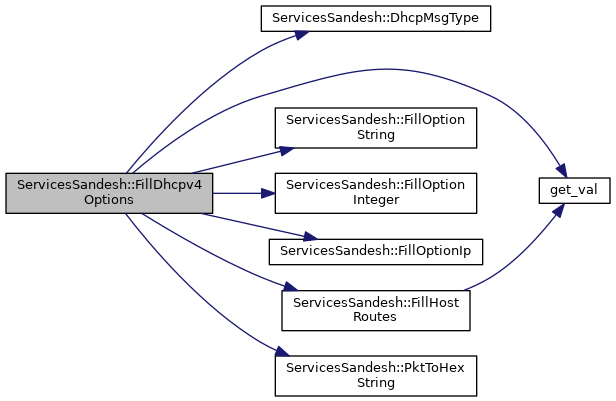 ServicesSandesh::DhcpMsgType
ServicesSandesh::FillOption
String
ServicesSandesh::FillDhcpv4
Options
ServicesSandesh::FillOption
Integer
get_val
ServicesSandesh::FillOptionIp
ServicesSandesh::FillHost
Routes
ServicesSandesh::PktToHex
String